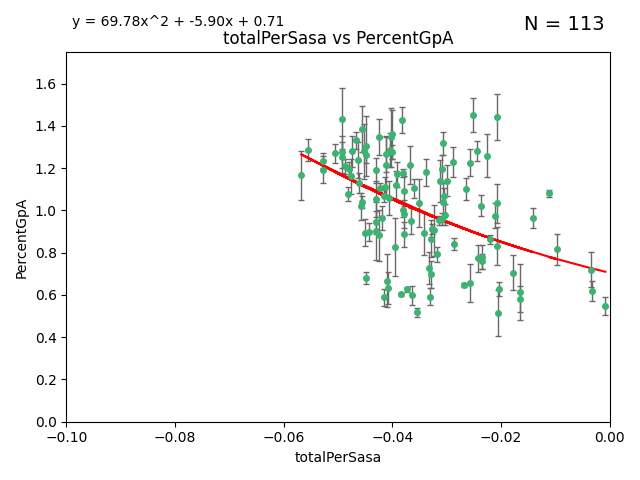 y = 69.78x^2 + -5.90x + 0.71
N = 113
totalPerSasa vs PercentGpA
1.6
1.4
1.2
1.0
0.8
0.6
0.4
0.2
0.0
PercentGpA
−0.10 −0.08 −0.06 −0.04 −0.02 0.00
totalPerSasa